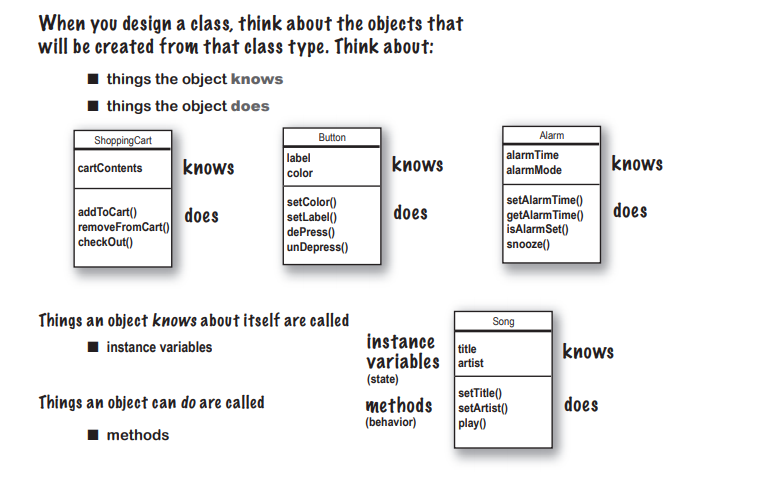 When you design a class, think about the objects that
will be created from that class type. Think about:
■ things the object knows
■ things the object does
ShoppingCart
cartContents
knows
addToCart()
removeFromCart()
checkOut()
does
Button
label
color
knows
setColor()
setLabel()
dePress()
unDepress()
does
Alarm
alarmTime
alarmMode
knows
setAlarmTime()
getAlarmTime()
isAlarmSet()
snooze()
does
Things an object knows about itself are called
■ instance variables
Things an object can do are called
■ methods
instance
variables
(state)
methods
(behavior)
Song
title
artist
knows
setTitle()
setArtist()
play()
does